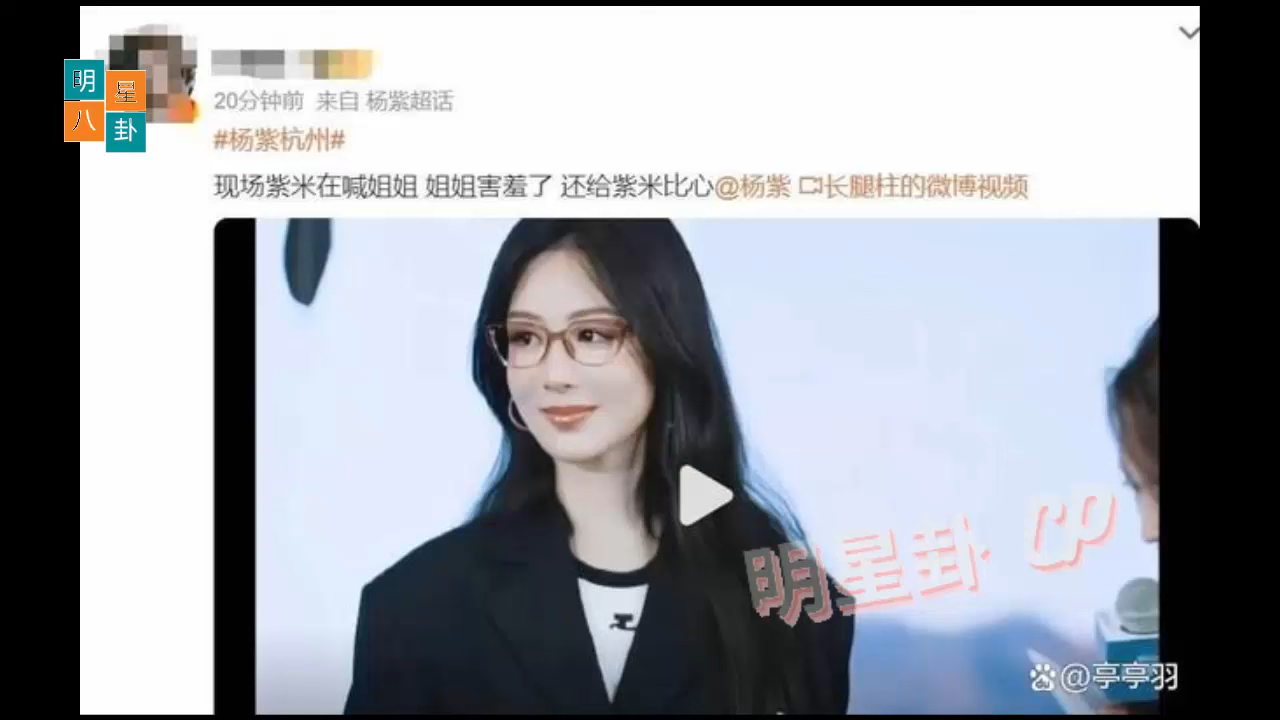 明星
八卦
20分钟前 来自 杨紫超话
#杨紫杭州#
现场紫米在喊姐姐 姐姐害羞了 还给紫米比心@杨紫 长腿柱的微博视频
明星卦 CP
@亭亭羽